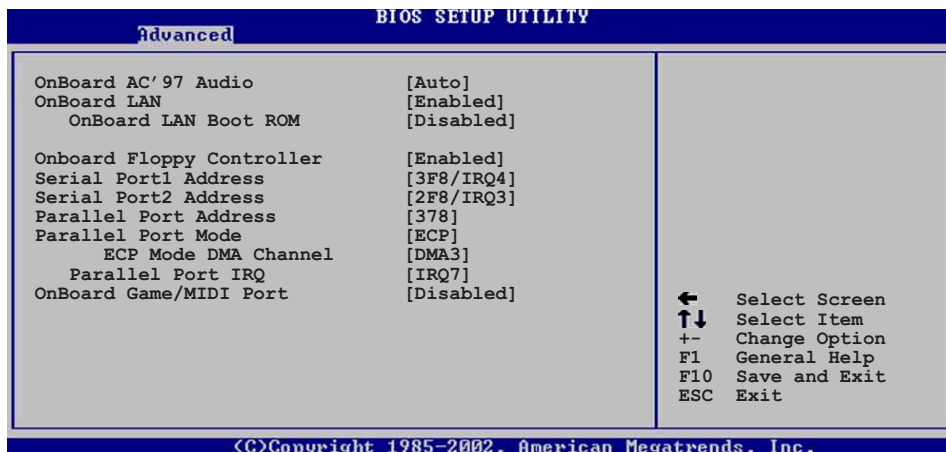 BIOS SETUP UTILITY
Advanced
OnBoard AC'97 Audio [Auto]
OnBoard LAN [Enabled]
OnBoard LAN Boot ROM [Disabled]
Onboard Floppy Controller [Enabled]
Serial Port1 Address [3F8/IRQ4]
Serial Port2 Address [2F8/IRQ3]
Parallel Port Address [378]
Parallel Port Mode [ECP]
ECP Mode DMA Channel [DMA3]
Parallel Port IRQ [IRQ7]
OnBoard Game/MIDI Port [Disabled]
← Select Screen
↑↓ Select Item
+- Change Option
F1 General Help
F10 Save and Exit
ESC Exit
(C)Copyright 1985-2002, American Megatrends, Inc.